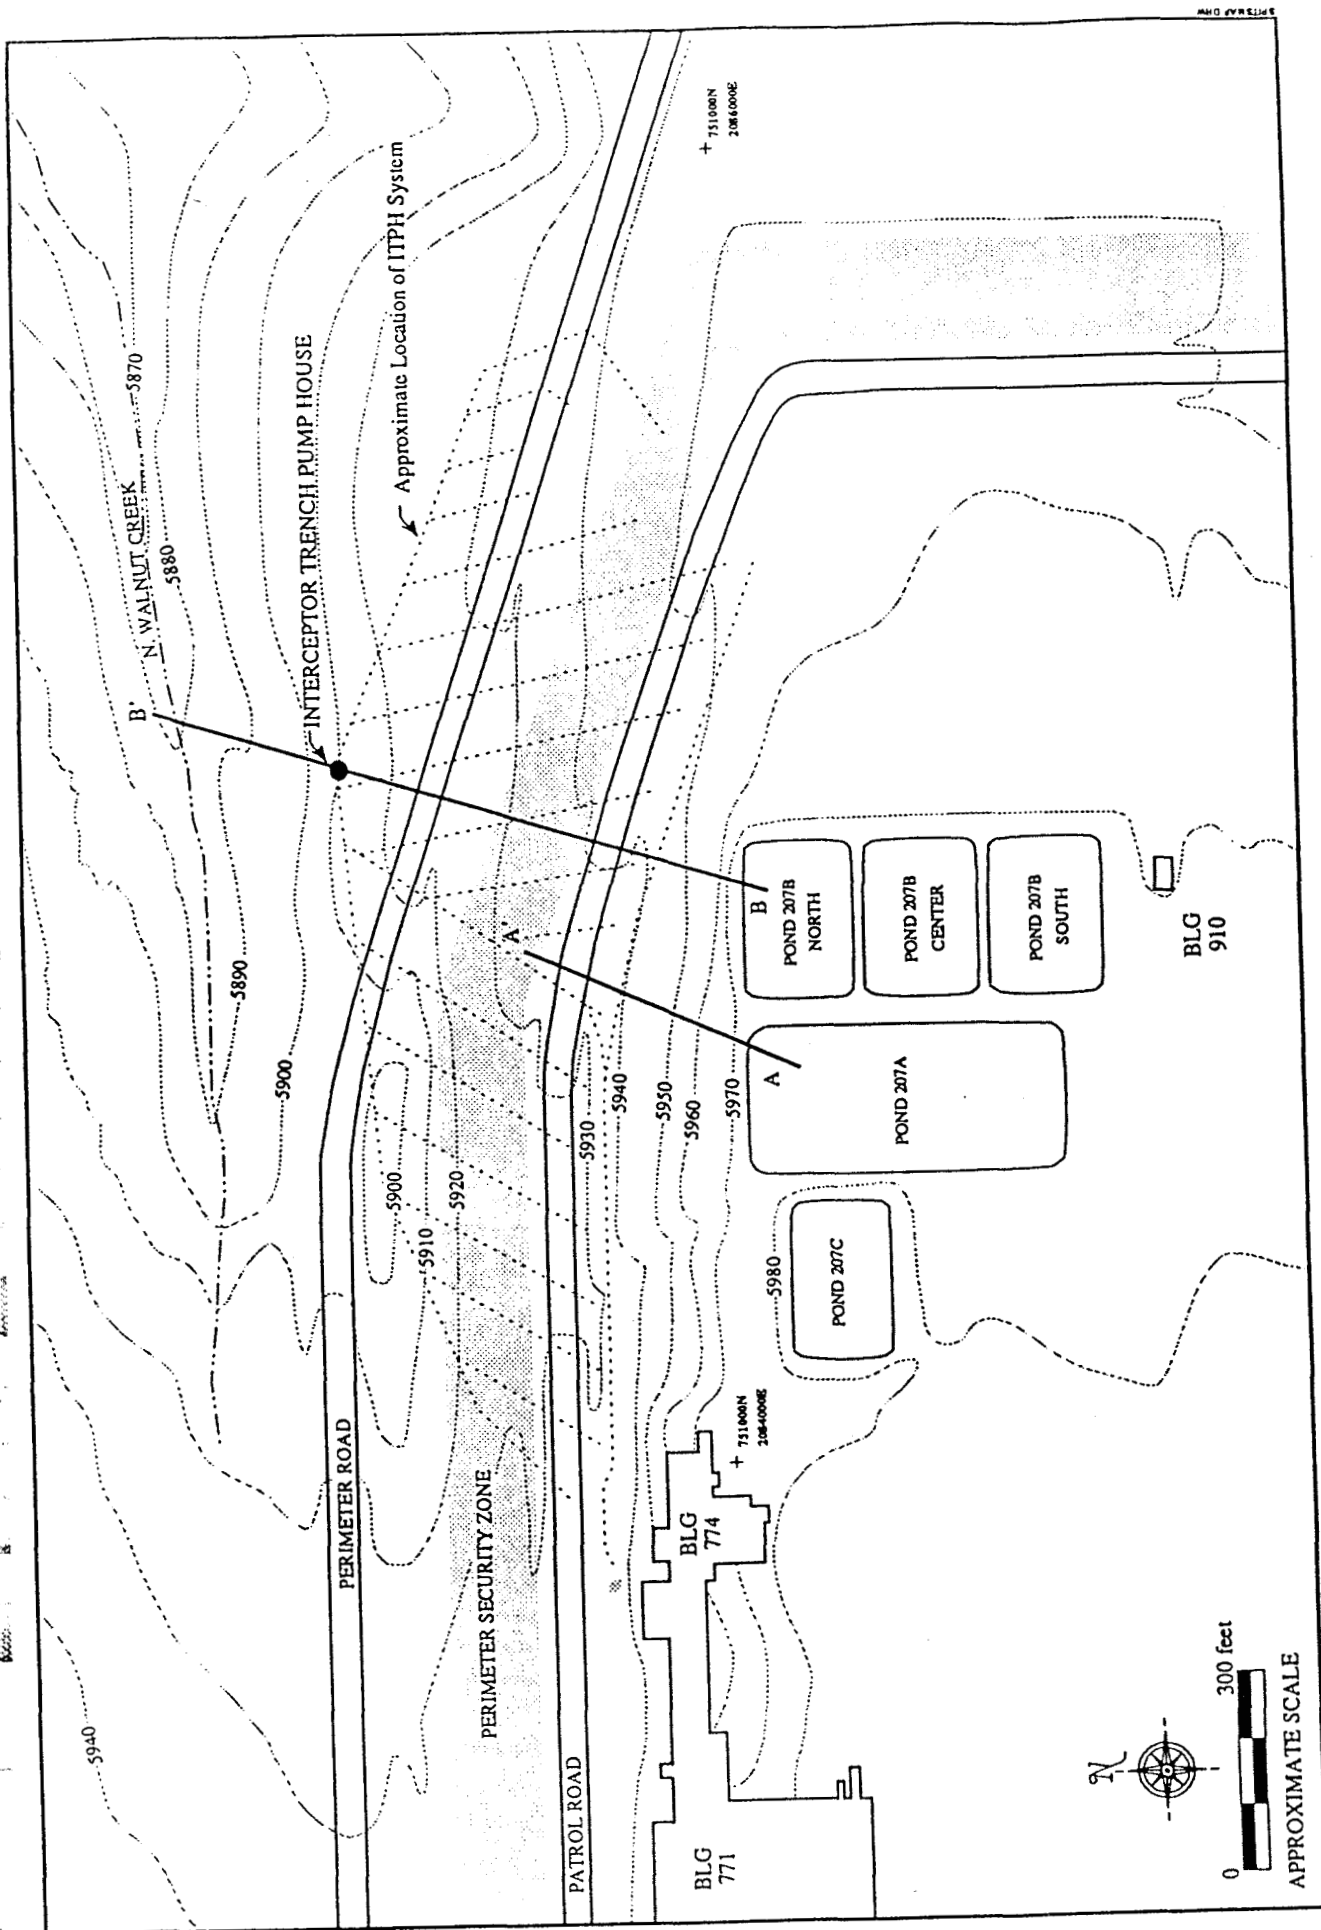 SPITSMAP DHW
751000N
2086000E
Approximate Location of ITPH System
INTERCEPTOR TRENCH PUMP HOUSE
5870
N. WALNUT CREEK
5880
B'
5890
5900
A'
B
POND 207B
NORTH
POND 207B
CENTER
POND 207B
SOUTH
BLG
910
A
POND 207A
5900
5910
5920
5930
5940
5950
5960
5970
5980
POND 207C
751000N
2084000E
PERIMETER ROAD
PERIMETER SECURITY ZONE
PATROL ROAD
BLG
774
BLG
771
5940
N
0
300 feet
APPROXIMATE SCALE